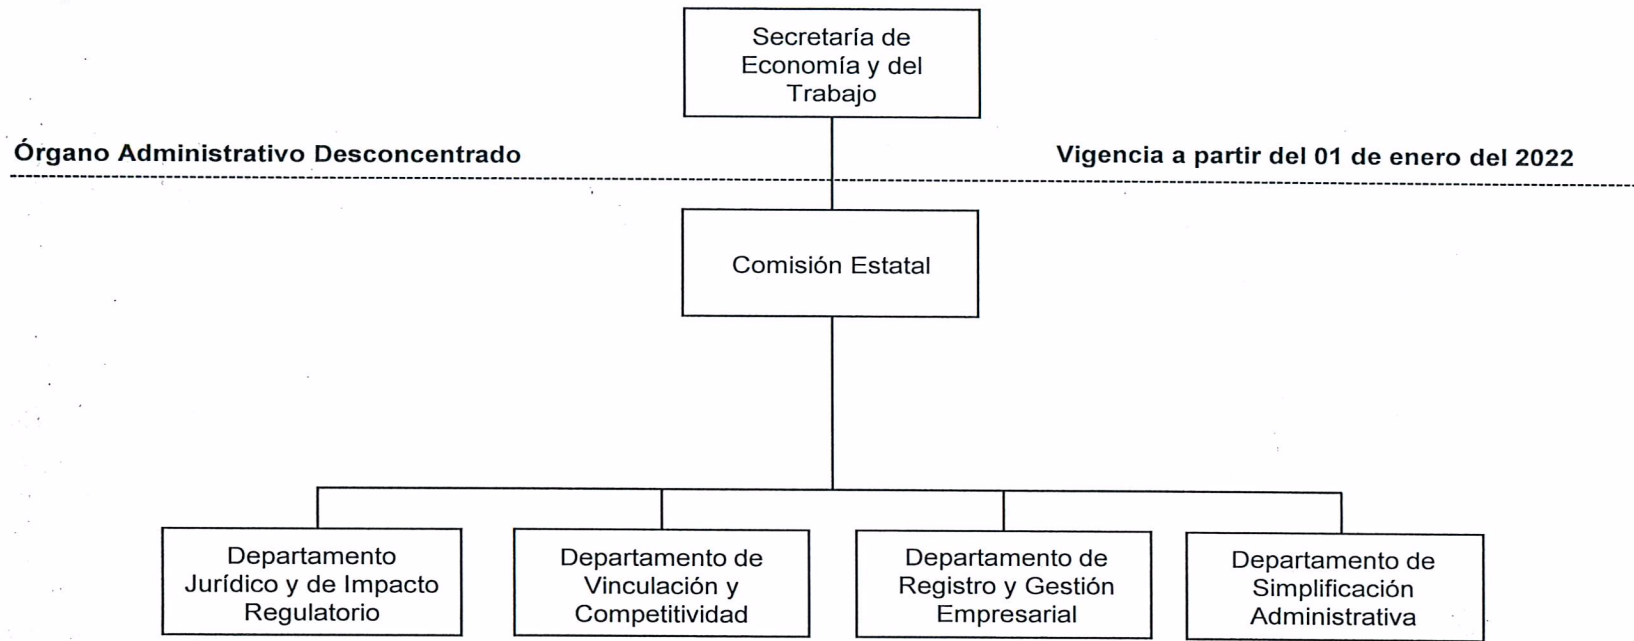 Secretaría de
Economía y del
Trabajo
Órgano Administrativo Desconcentrado
Vigencia a partir del 01 de enero del 2022
Comisión Estatal
Departamento
Jurídico y de Impacto
Regulatorio
Departamento de
Vinculación y
Competitividad
Departamento de
Registro y Gestión
Empresarial
Departamento de
Simplificación
Administrativa